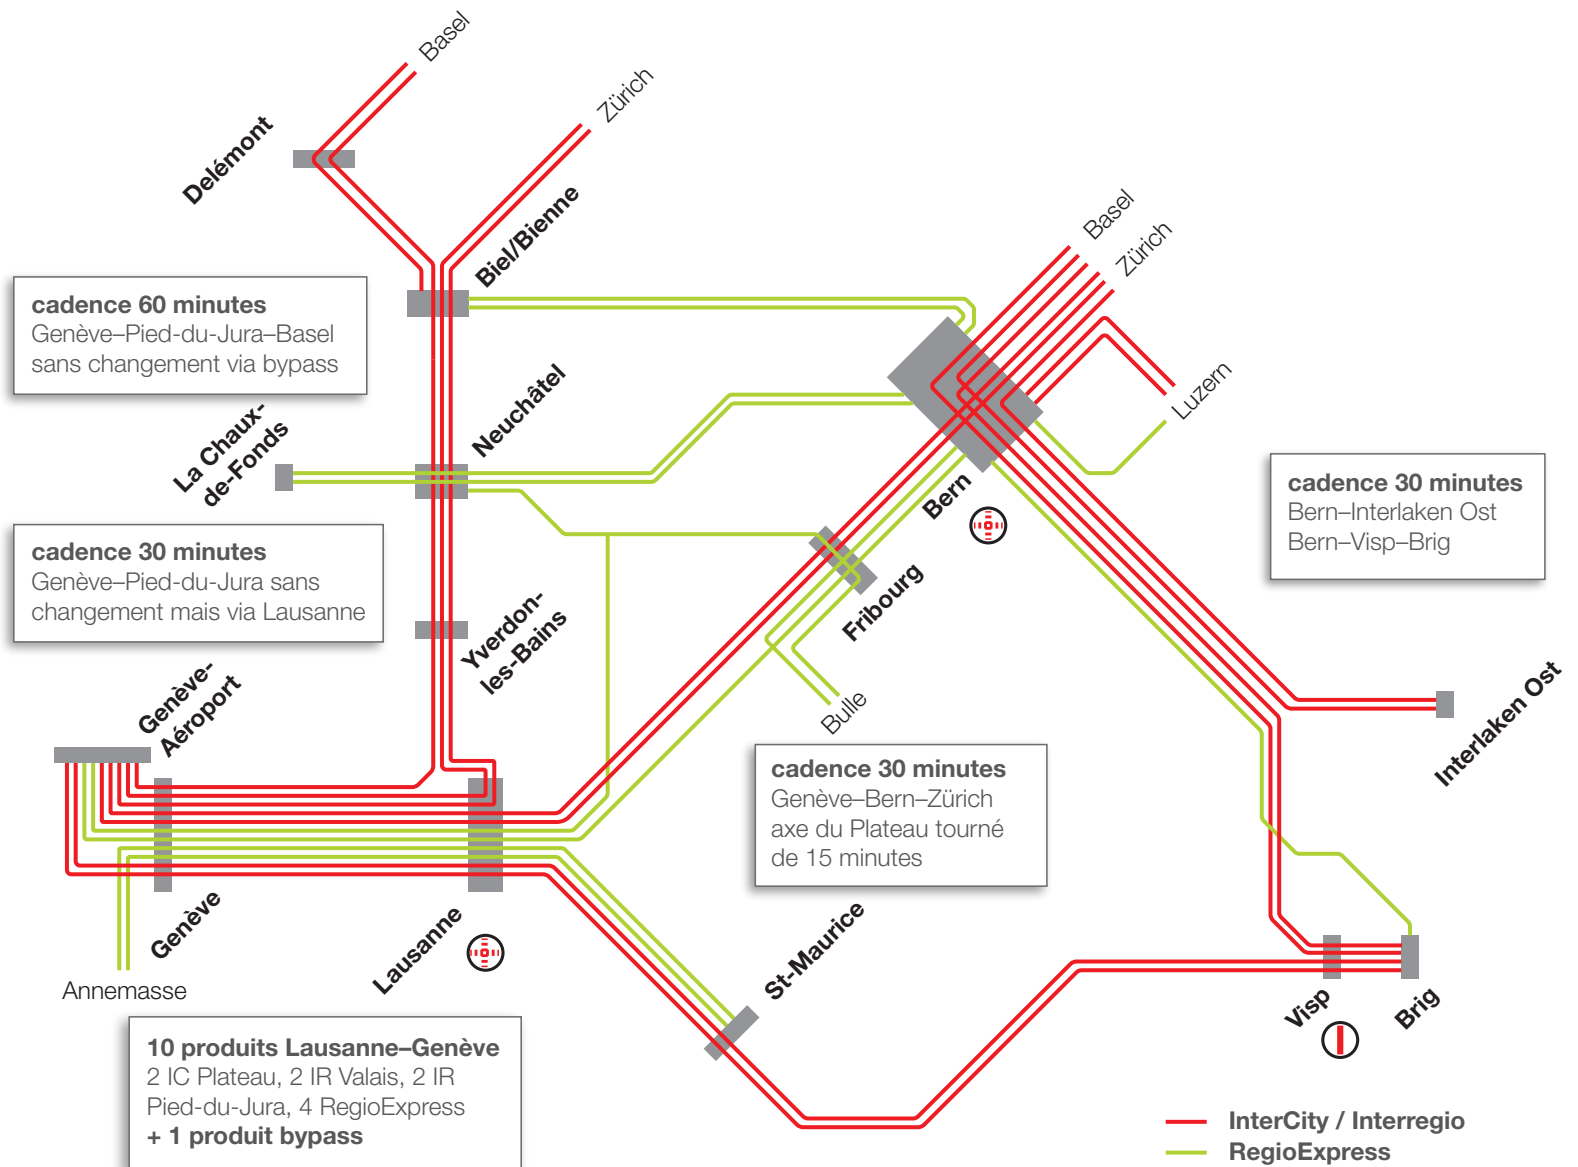 Basel
Zürich
Delémont
Biel/Bienne
Basel
Zürich
cadence 60 minutes
Genève–Pied-du-Jura–Basel
sans changement via bypass
Neuchâtel
Luzern
La Chaux-
de-Fonds
Bern
cadence 30 minutes
Bern–Interlaken Ost
Bern–Visp–Brig
cadence 30 minutes
Genève–Pied-du-Jura sans
changement mais via Lausanne
Yverdon-
les-Bains
Fribourg
Genève-
Aéroport
Bulle
Interlaken Ost
cadence 30 minutes
Genève–Bern–Zürich
axe du Plateau tourné
de 15 minutes
Genève
Lausanne
St-Maurice
Annemasse
Visp
Brig
10 produits Lausanne–Genève
2 IC Plateau, 2 IR Valais, 2 IR
Pied-du-Jura, 4 RegioExpress
+ 1 produit bypass
InterCity / Interregio
RegioExpress